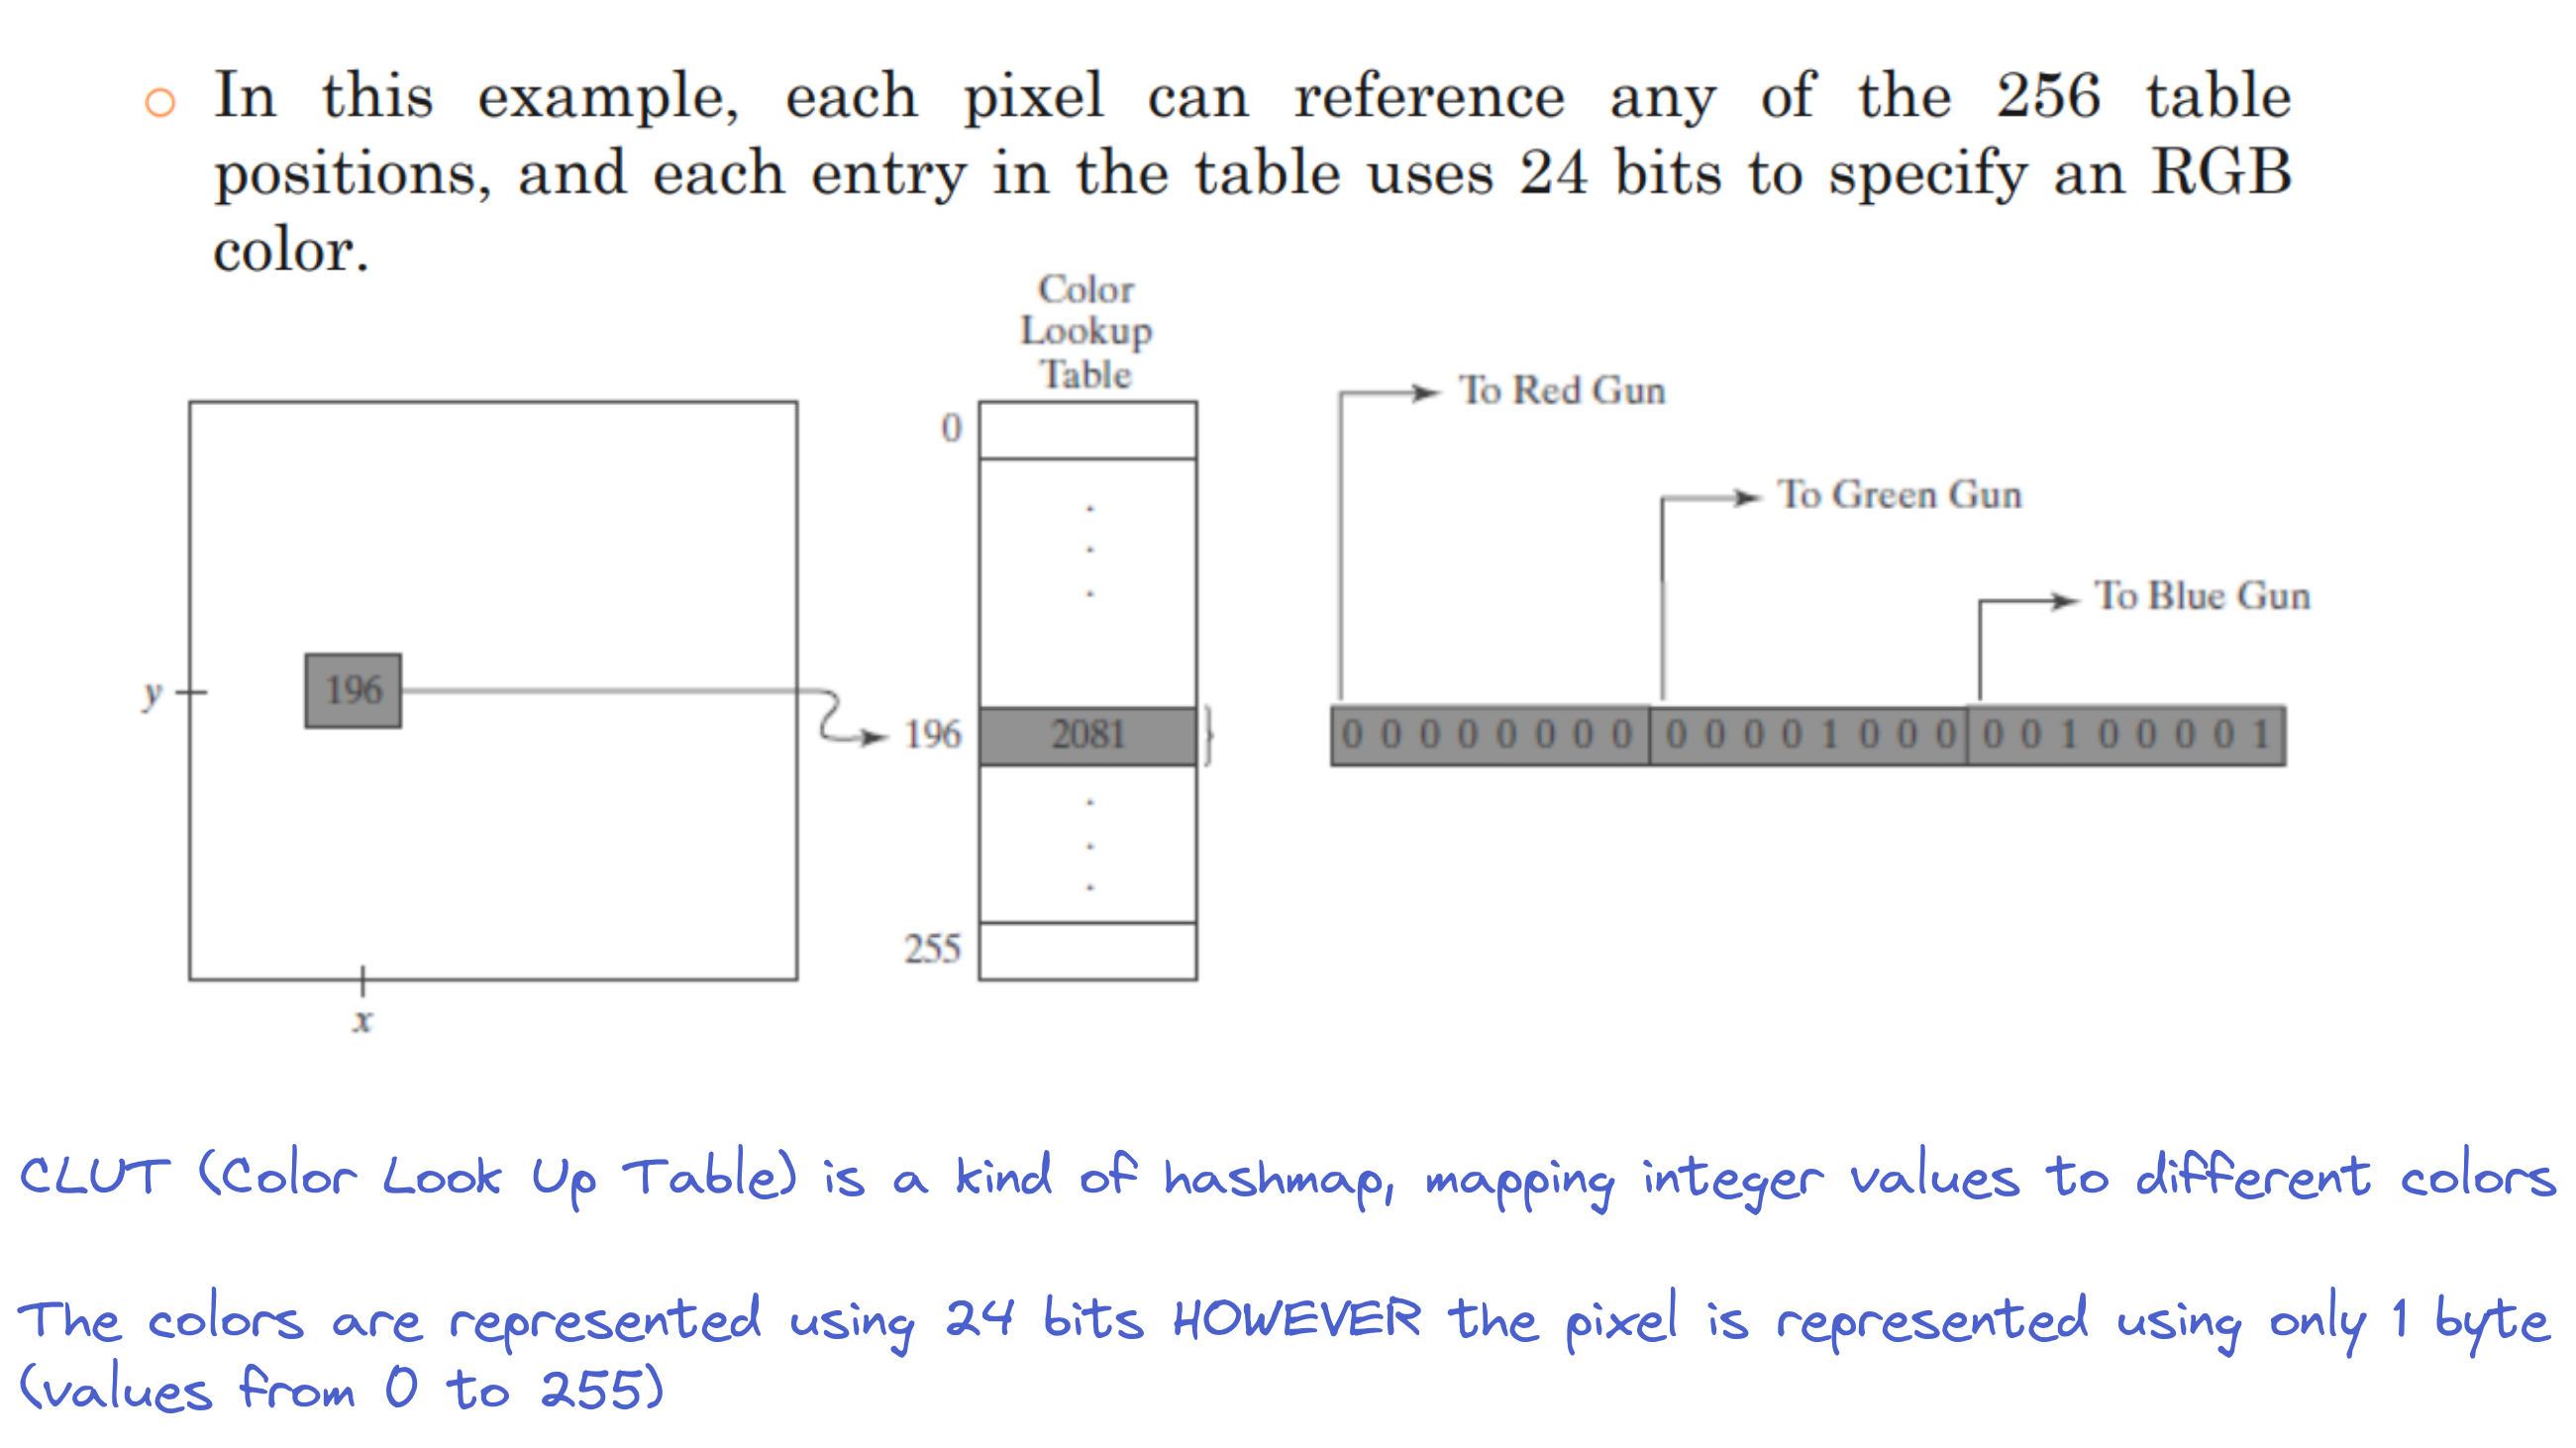 In this example, each pixel can reference any of the 256 table
positions, and each entry in the table uses 24 bits to specify an RGB
color.
Color
Lookup
Table
To Red Gun
0
To Green Gun
To Blue Gun
y
196
196
2081
0 0 0 0 0 0 0 0 0 0 0 0 1 0 0 0 0 0 1 0 0 0 0 1
255
x
CLUT (Color Look Up Table) is a kind of hashmap, mapping integer values to different colors
The colors are represented using 24 bits HOWEVER the pixel is represented using only 1 byte
(values from 0 to 255)